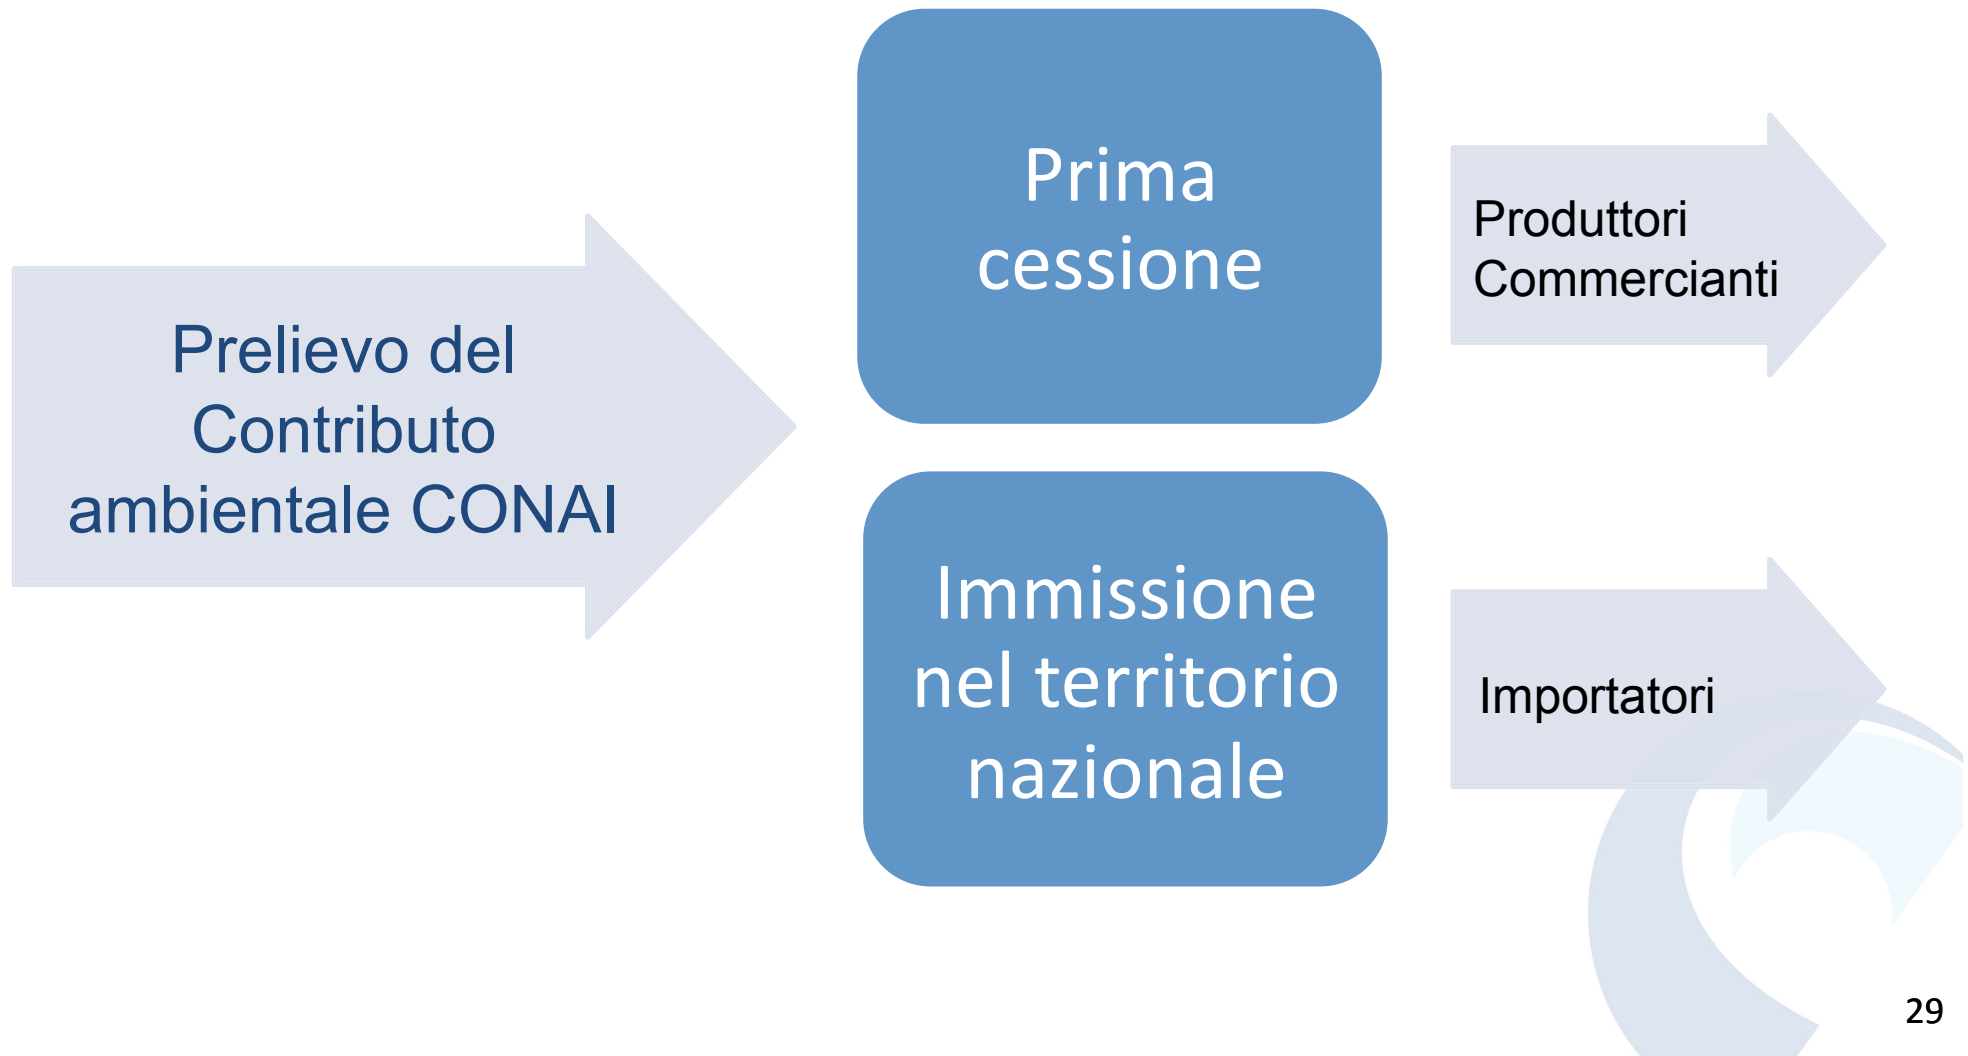 Prelievo del
Contributo
ambientale CONAI
Prima
cessione
Produttori
Commercianti
Immissione
nel territorio
nazionale
Importatori
29